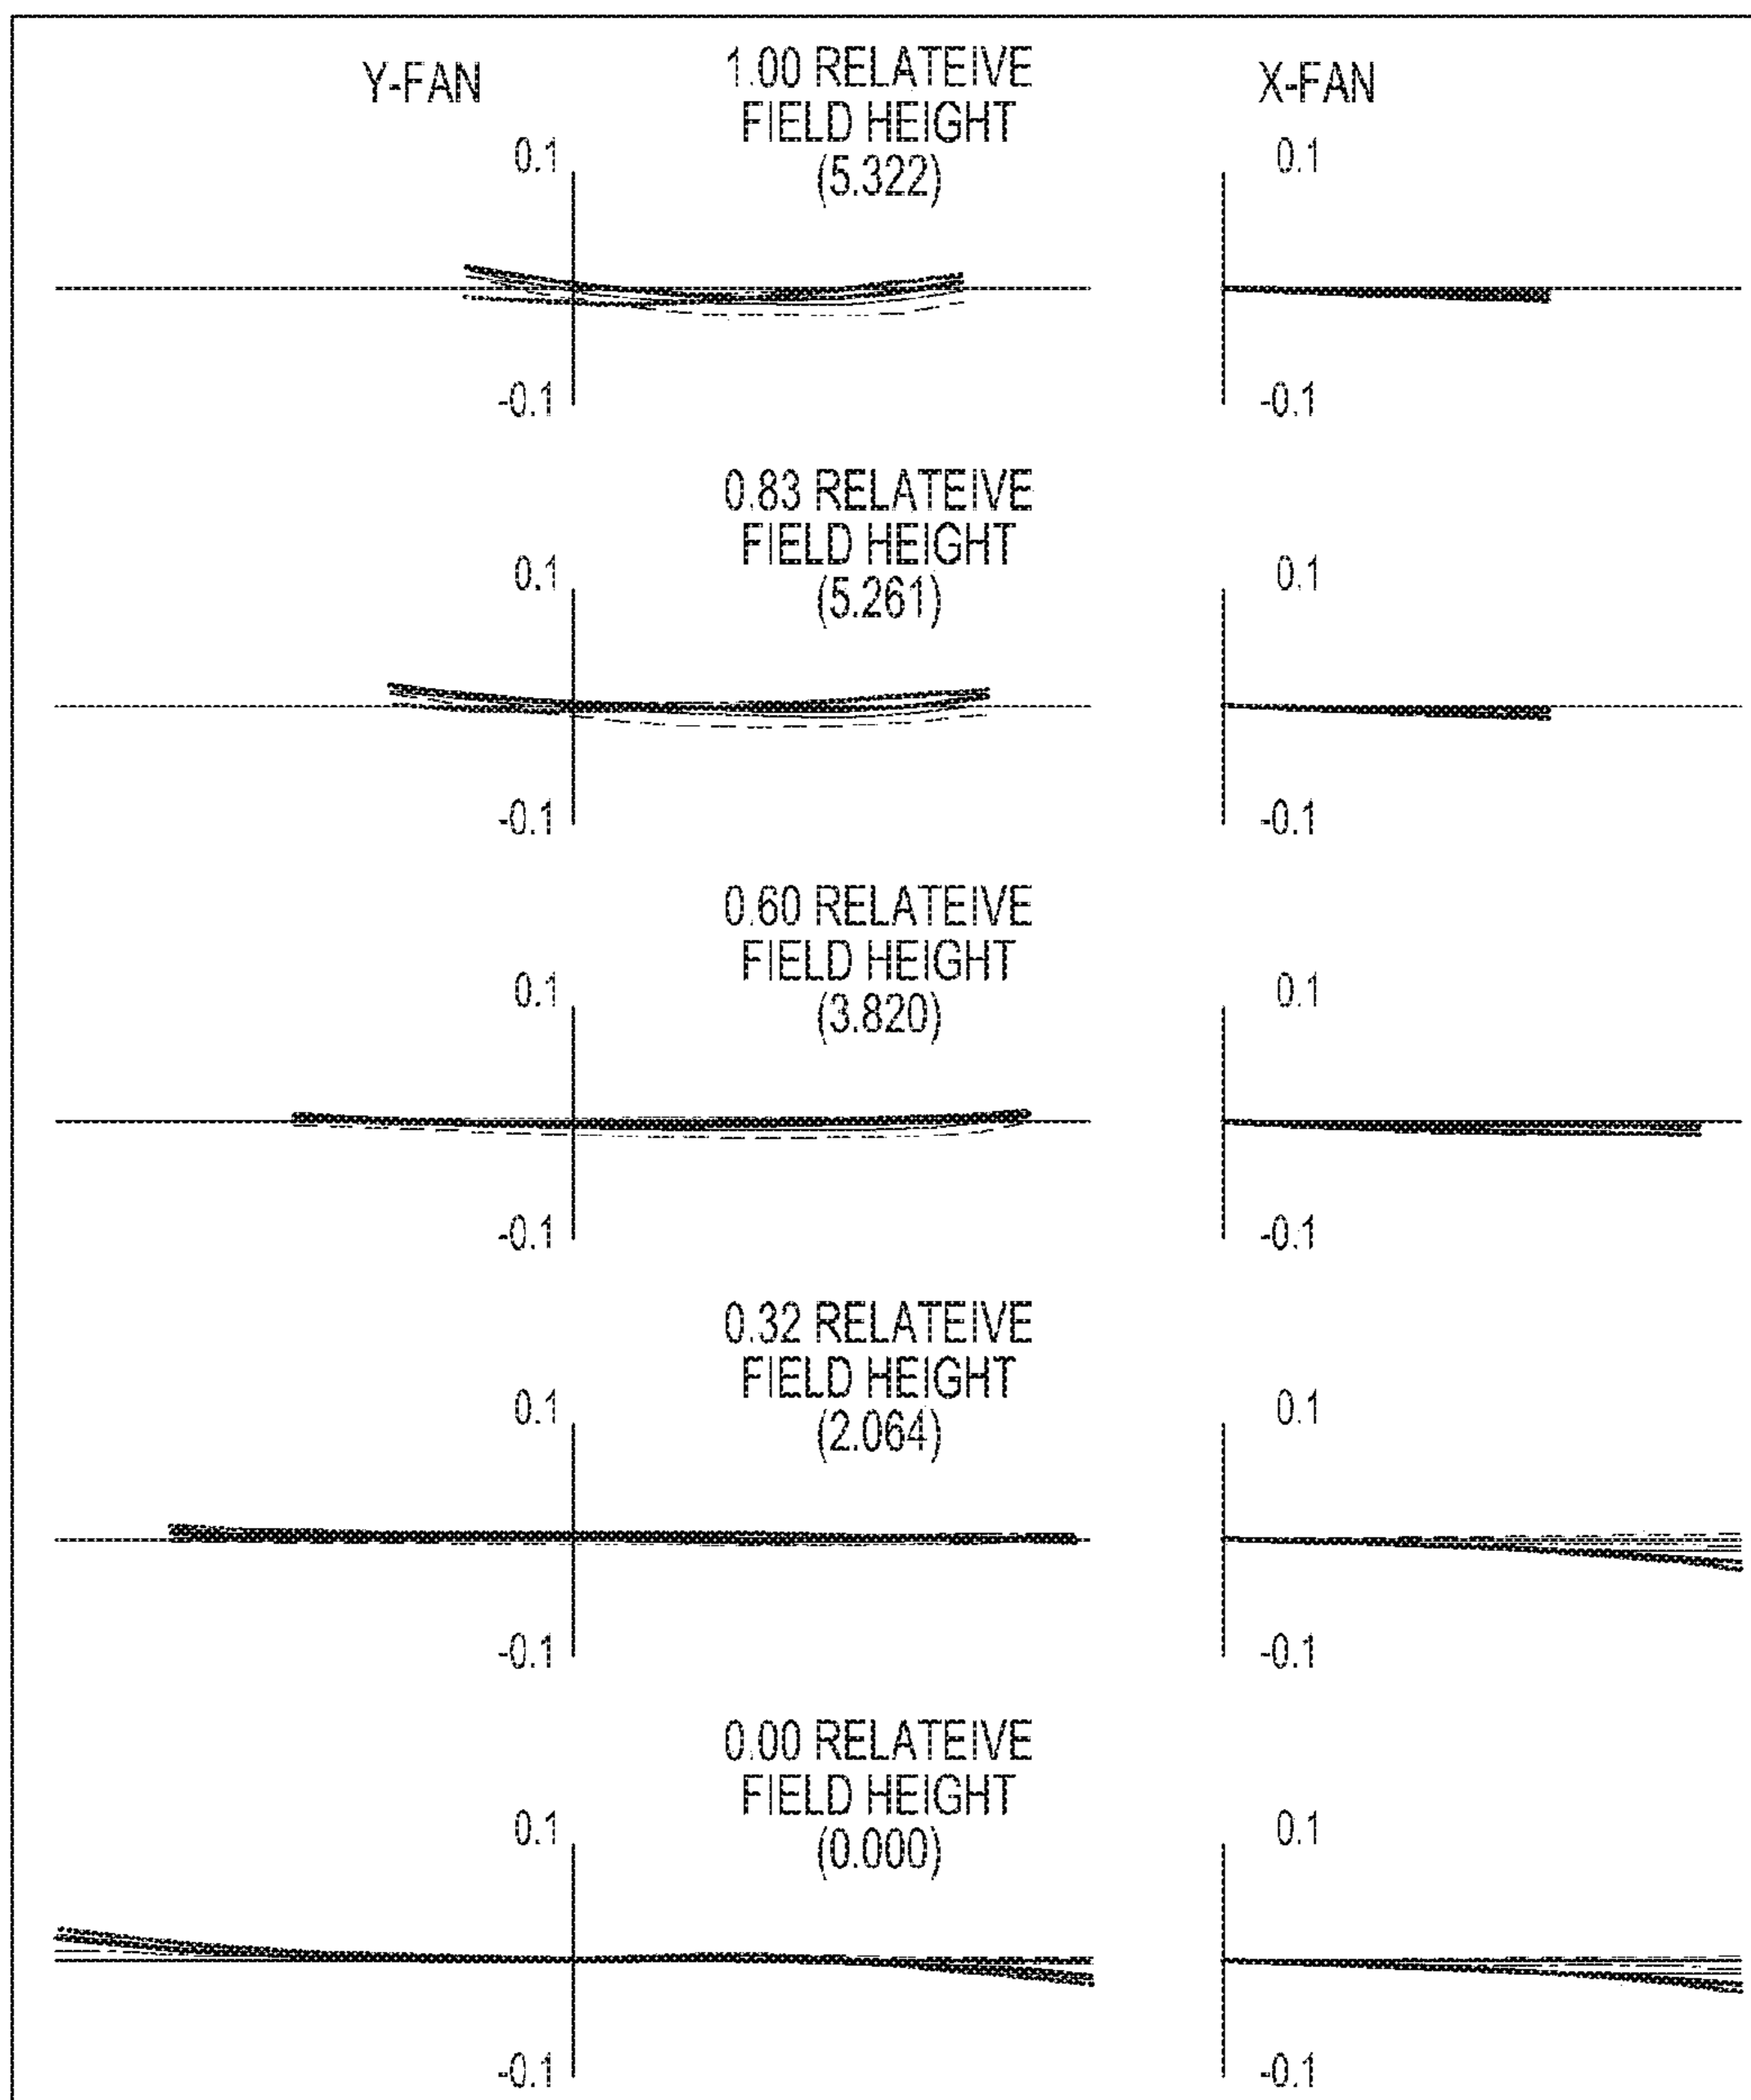 Y-FAN
1.00 RELATEIVE
FIELD HEIGHT
(5.322)
X-FAN
0.1
0.1
-0.1
-0.1
0.83 RELATEIVE
FIELD HEIGHT
(5.261)
0.1
0.1
-0.1
-0.1
0.60 RELATEIVE
FIELD HEIGHT
(3.820)
0.1
0.1
-0.1
-0.1
0.32 RELATEIVE
FIELD HEIGHT
(2.064)
0.1
0.1
-0.1
-0.1
0.00 RELATEIVE
FIELD HEIGHT
(0.000)
0.1
0.1
-0.1
-0.1